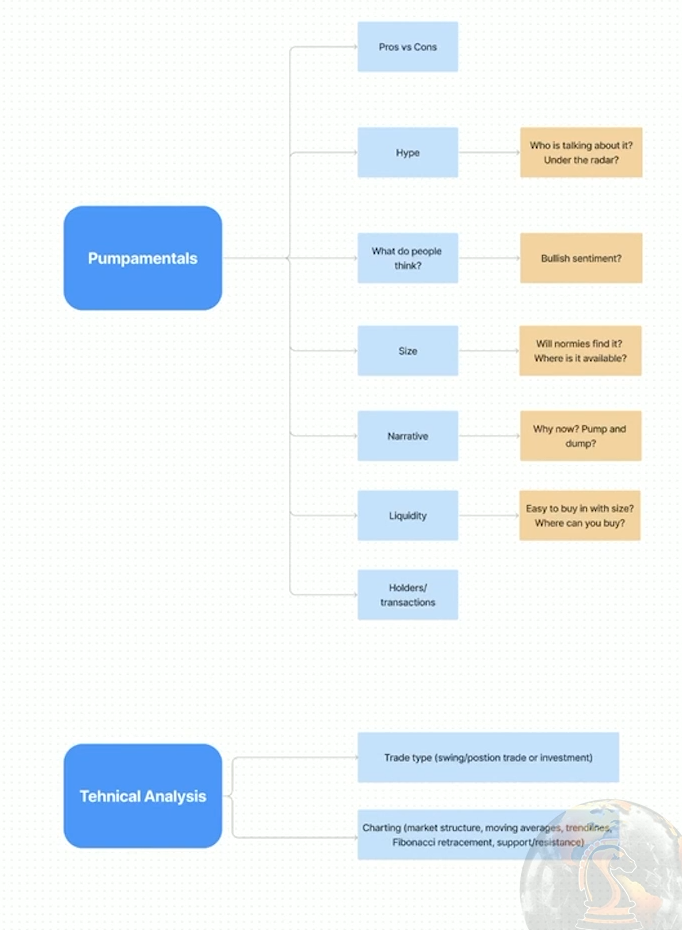 Pros vs Cons
Hype
Who is talking about it?
Under the radar?
Pumpamentals
What do people
think?
Bullish sentiment?
Size
Will normies find it?
Where is it available?
Narrative
Why now? Pump and
dump?
Liquidity
Easy to buy in with size?
Where can you buy?
Holders/
transactions
Tehnical Analysis
Trade type (swing/postion trade or investment)
Charting (market structure, moving averages, trendlines,
Fibonacci retracement, support/resistance)